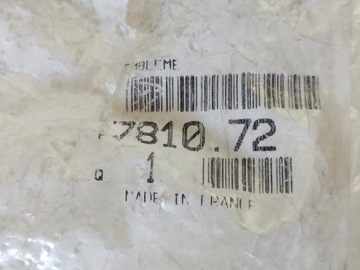 EMBLEME
P 7810.72
Q 1
MADE IN FRANCE